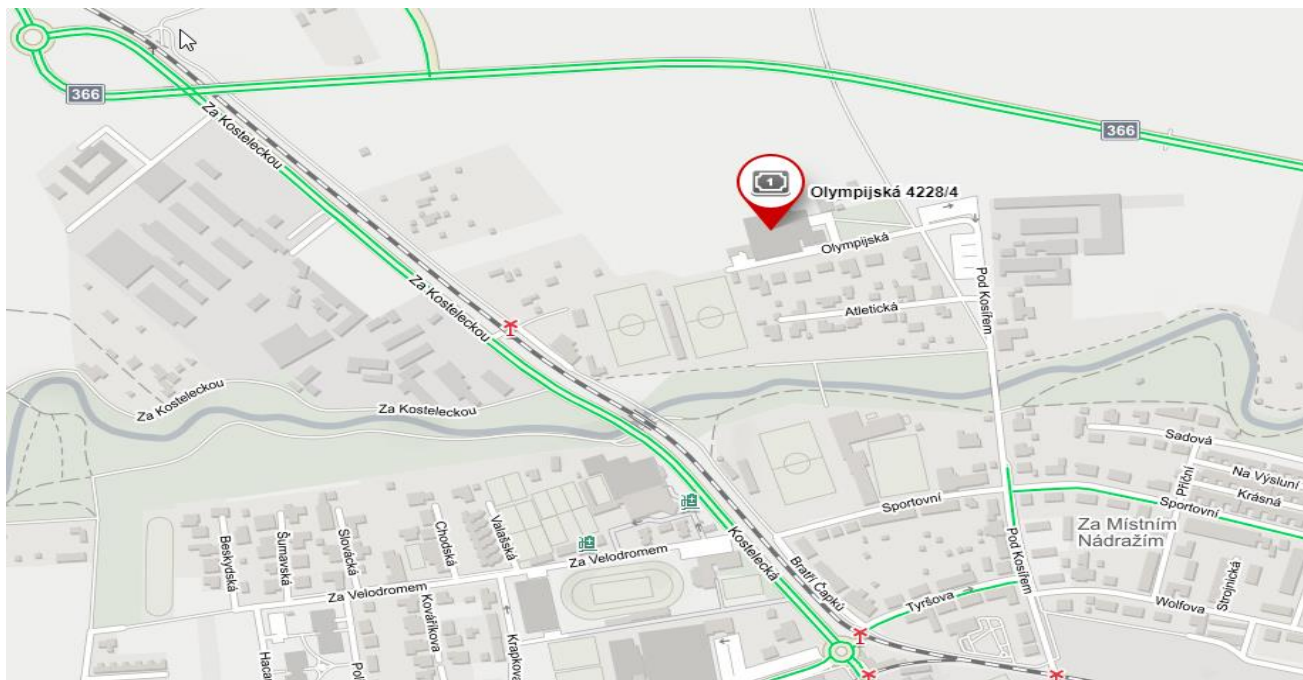 366
Za Kosteleckou
366
1
Olympijská 4228/4
Olympijská
Za Kosteleckou
Atletická
Pod Kosířem
Za Kosteleckou
Za Kosteleckou
Sadová
Na Výsluní
Příční
Krásná
Sportovní
Sportovní
Za Místním
Nádražím
Valašská
Chodská
Slovácká
Šumavská
Beskydská
Kostelecká
Pod Kosířem
Za Velodromem
Bratří Čapků
Strojnická
Za Velodromem
Tyršova
Wolfova
Kováříkova
Krapkova